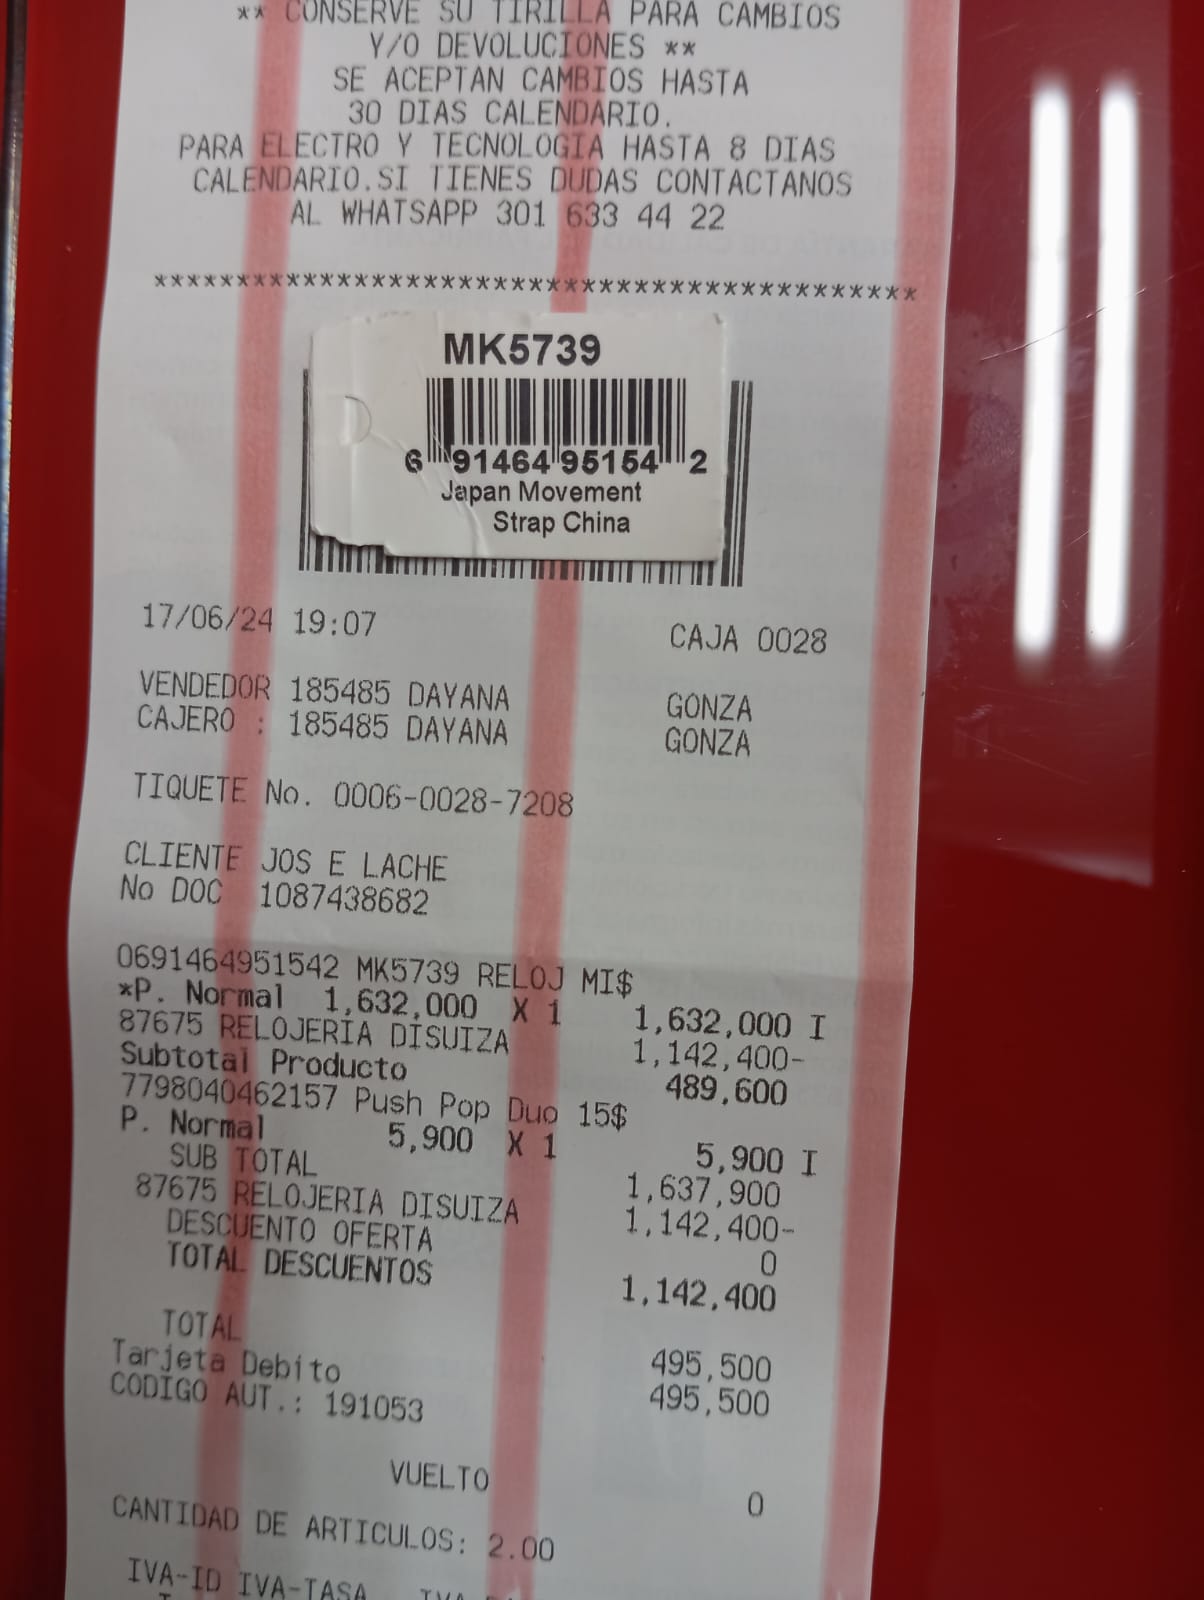 ** CONSERVE SU TIRILLA PARA CAMBIOS
Y/O DEVOLUCIONES **
SE ACEPTAN CAMBIOS HASTA
30 DIAS CALENDARIO.
PARA ELECTRO Y TECNOLOGIA HASTA 8 DIAS
CALENDARIO.SI TIENES DUDAS CONTACTANOS
AL WHATSAPP 301 633 44 22
*********************************************
MK5739
6 91464 95154 2
Japan Movement
Strap China
17/06/24 19:07 CAJA 0028
VENDEDOR 185485 DAYANA GONZA
CAJERO : 185485 DAYANA GONZA
TIQUETE No. 0006-0028-7208
CLIENTE JOS E LACHE
No DOC 1087438682
0691464951542 MK5739 RELOJ MI$
*P. Normal 1,632,000 X 1 1,632,000 I
87675 RELOJERIA DISUIZA 1,142,400-
Subtotal Producto 489,600
7798040462157 Push Pop Duo 15$
P. Normal 5,900 X 1 5,900 I
SUB TOTAL 1,637,900
87675 RELOJERIA DISUIZA 1,142,400-
DESCUENTO OFERTA 0
TOTAL DESCUENTOS 1,142,400
TOTAL 495,500
Tarjeta Debito 495,500
CODIGO AUT.: 191053
VUELTO 0
CANTIDAD DE ARTICULOS: 2.00
IVA-ID IVA-TASA